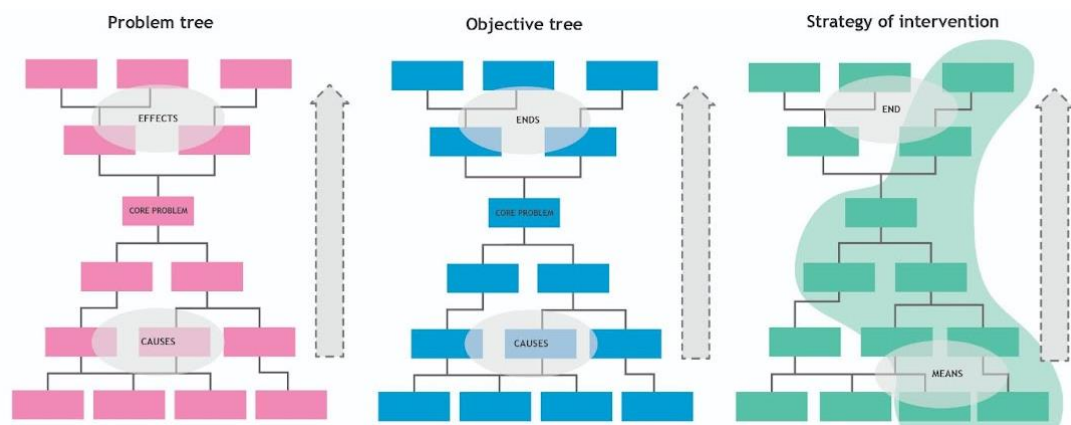 Problem tree
Objective tree
Strategy of intervention
EFFECTS
CORE PROBLEM
CAUSES
ENDS
CORE PROBLEM
CAUSES
END
MEANS